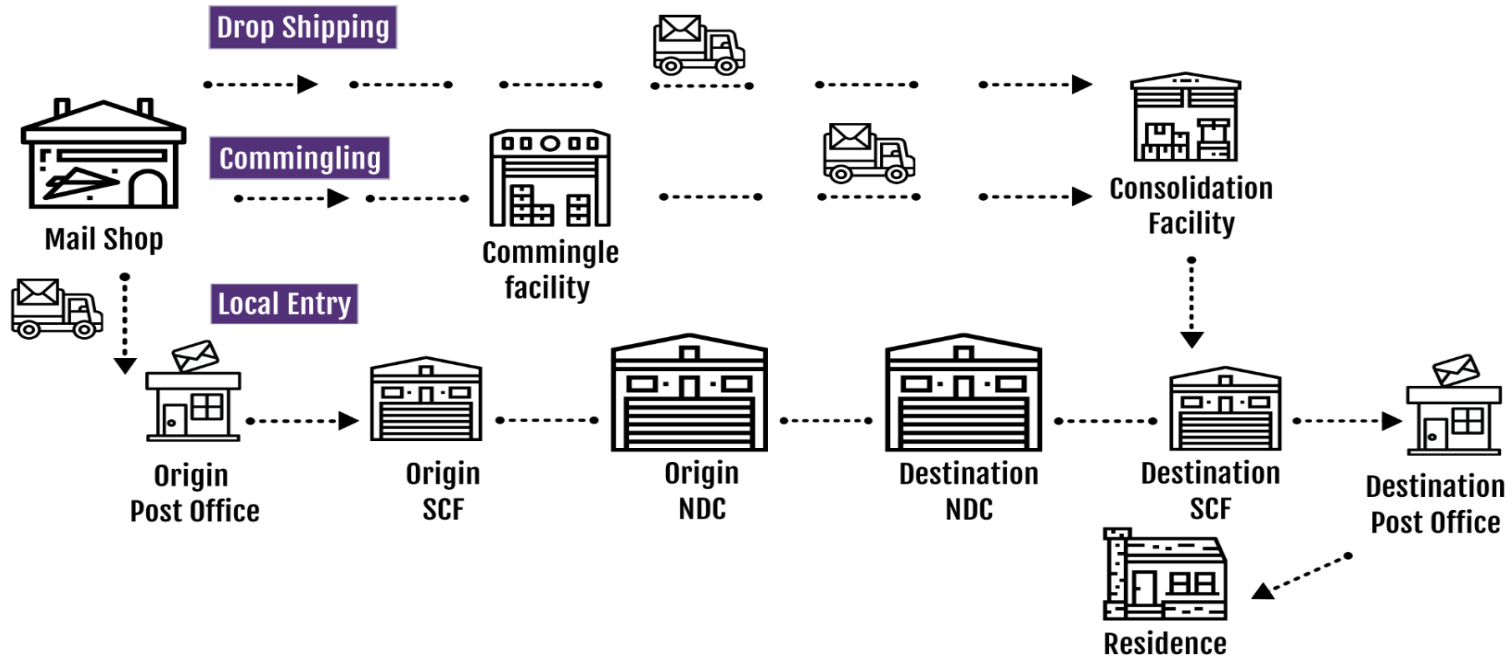 Drop Shipping
Commingling
Mail Shop
Commingle
facility
Consolidation
Facility
Local Entry
Origin
Post Office
Origin
SCF
Origin
NDC
Destination
NDC
Destination
SCF
Destination
Post Office
Residence